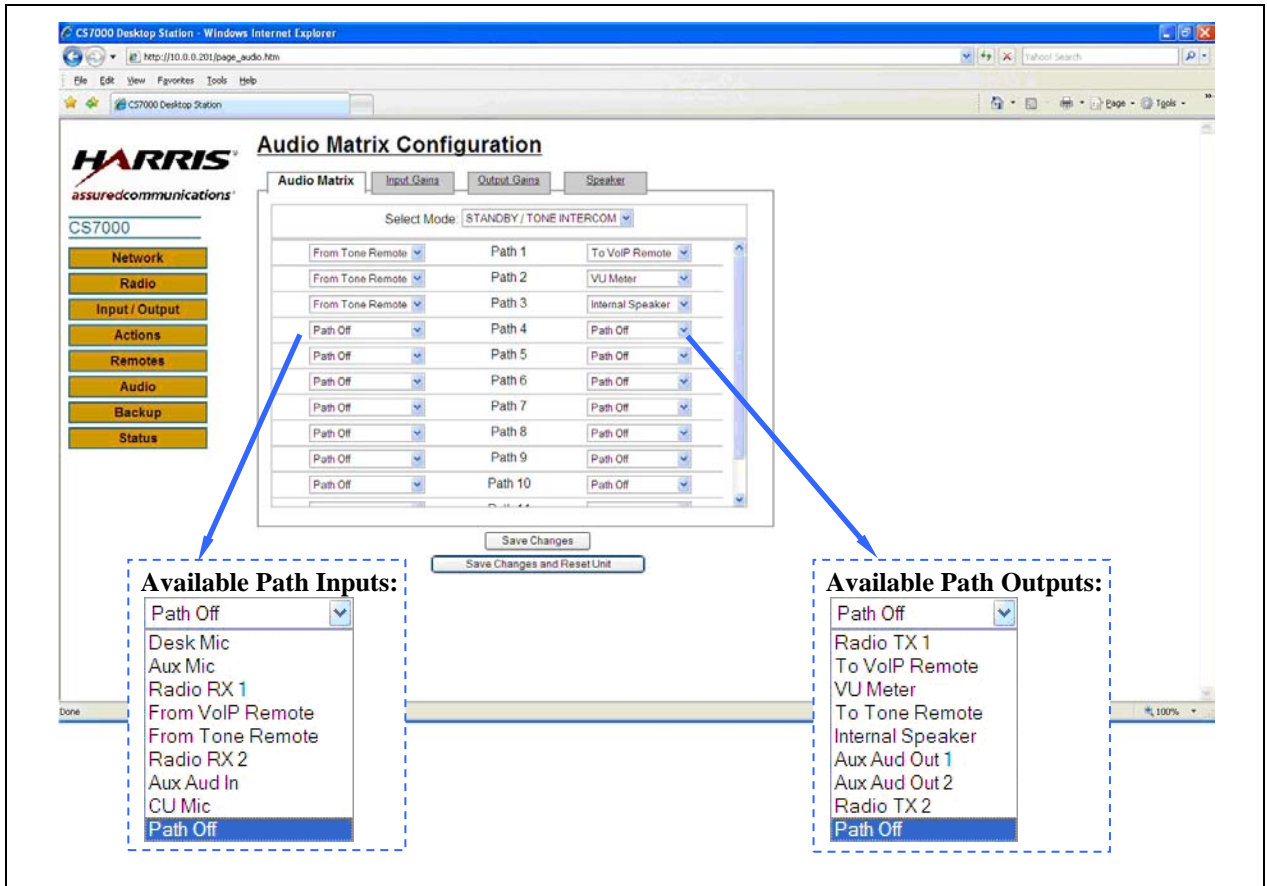 CS7000 Desktop Station - Windows Internet Explorer
http://10.0.0.201/page_audio.htm
Yahoo! Search
File Edit View Favorites Tools Help
CS7000 Desktop Station
Page Tools
HARRIS
assuredcommunications
CS7000
Network
Radio
Input / Output
Actions
Remotes
Audio
Backup
Status
Audio Matrix Configuration
Audio Matrix Input Gains Output Gains Speaker
Select Mode: STANDBY / TONE INTERCOM
From Tone Remote Path 1 To VoIP Remote
From Tone Remote Path 2 VU Meter
From Tone Remote Path 3 Internal Speaker
Path Off Path 4 Path Off
Path Off Path 5 Path Off
Path Off Path 6 Path Off
Path Off Path 7 Path Off
Path Off Path 8 Path Off
Path Off Path 9 Path Off
Path Off Path 10 Path Off
Save Changes
Save Changes and Reset Unit
Available Path Inputs:
Path Off
Desk Mic
Aux Mic
Radio RX 1
From VoIP Remote
From Tone Remote
Radio RX 2
Aux Aud In
CU Mic
Path Off
Available Path Outputs:
Path Off
Radio TX 1
To VoIP Remote
VU Meter
To Tone Remote
Internal Speaker
Aux Aud Out 1
Aux Aud Out 2
Radio TX 2
Path Off
Done
100%